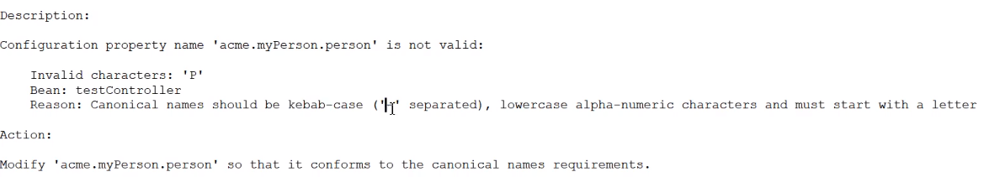 Description:
Configuration property name 'acme.myPerson.person' is not valid:
Invalid characters: 'P'
Bean: testController
Reason: Canonical names should be kebab-case ('-' separated), lowercase alpha-numeric characters and must start with a letter
Action:
Modify 'acme.myPerson.person' so that it conforms to the canonical names requirements.